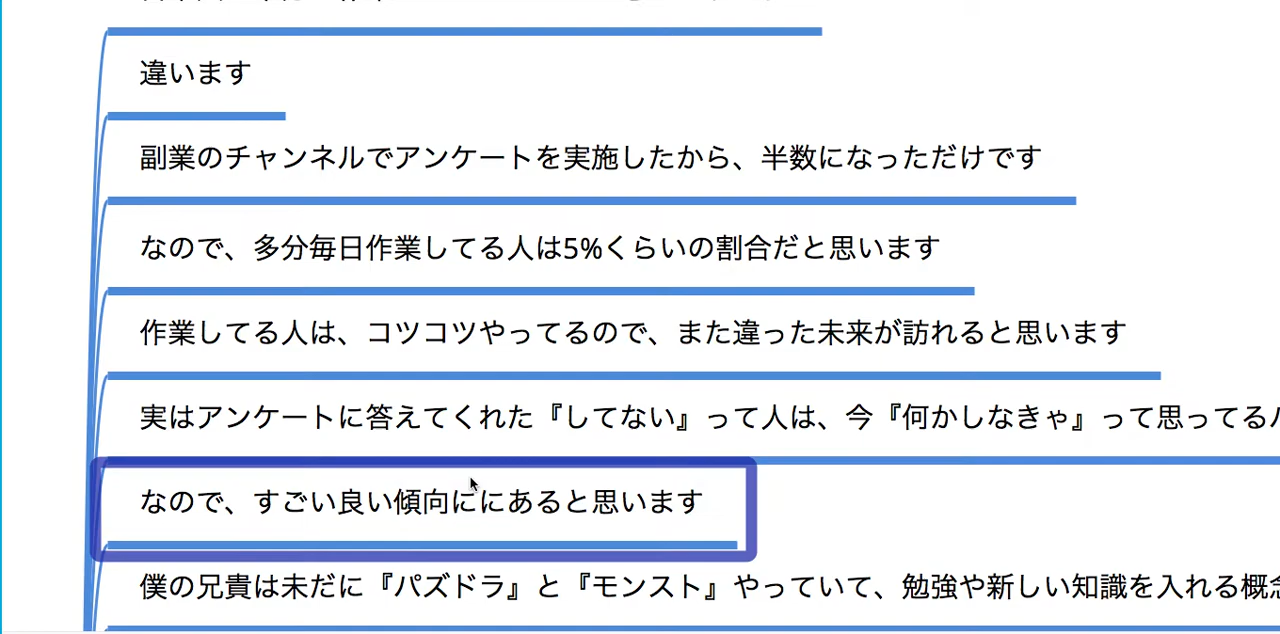 違います
副業のチャンネルでアンケートを実施したから、半数になっただけです
なので、多分毎日作業してる人は5%くらいの割合だと思います
作業してる人は、コツコツやってるので、また違った未来が訪れると思います
実はアンケートに答えてくれた『してない』って人は、今『何かしなきゃ』って思ってる
なので、すごい良い傾向ににあると思います
僕の兄貴は未だに『パズドラ』と『モンスト』やっていて、勉強や新しい知識を入れる概念